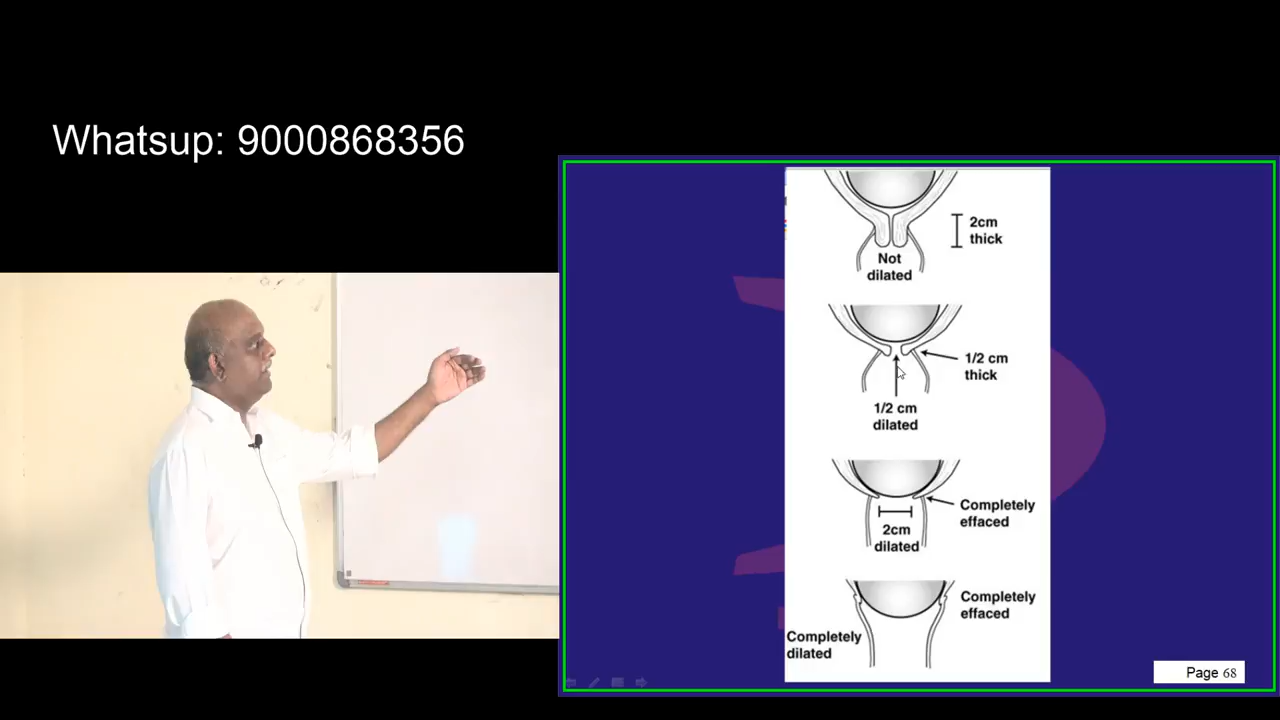 Whatsup: 9000868356
2cm
thick
Not
dilated
1/2 cm
thick
1/2 cm
dilated
Completely
effaced
2cm
dilated
Completely
effaced
Completely
dilated
Page 68